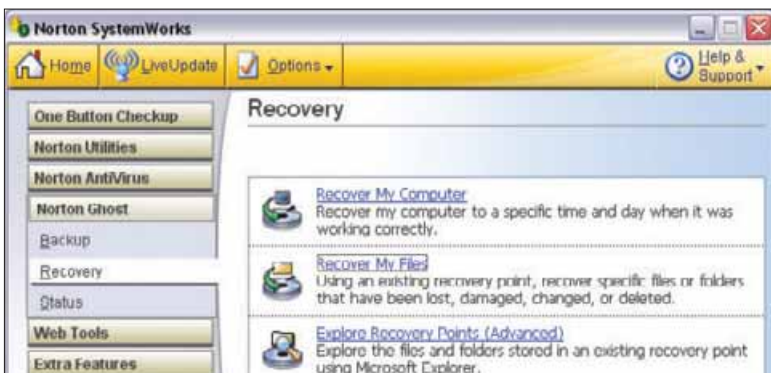 Norton SystemWorks
Home LiveUpdate Options Help & Support
One Button Checkup
Norton Utilities
Norton AntiVirus
Norton Ghost
Backup
Recovery
Status
Web Tools
Extra Features
Recovery
Recover My Computer
Recover my computer to a specific time and day when it was
working correctly.
Recover My Files
Using an existing recovery point, recover specific files or folders
that have been lost, damaged, changed, or deleted.
Explore Recovery Points (Advanced)
Explore the files and folders stored in an existing recovery point
using Microsoft Explorer.